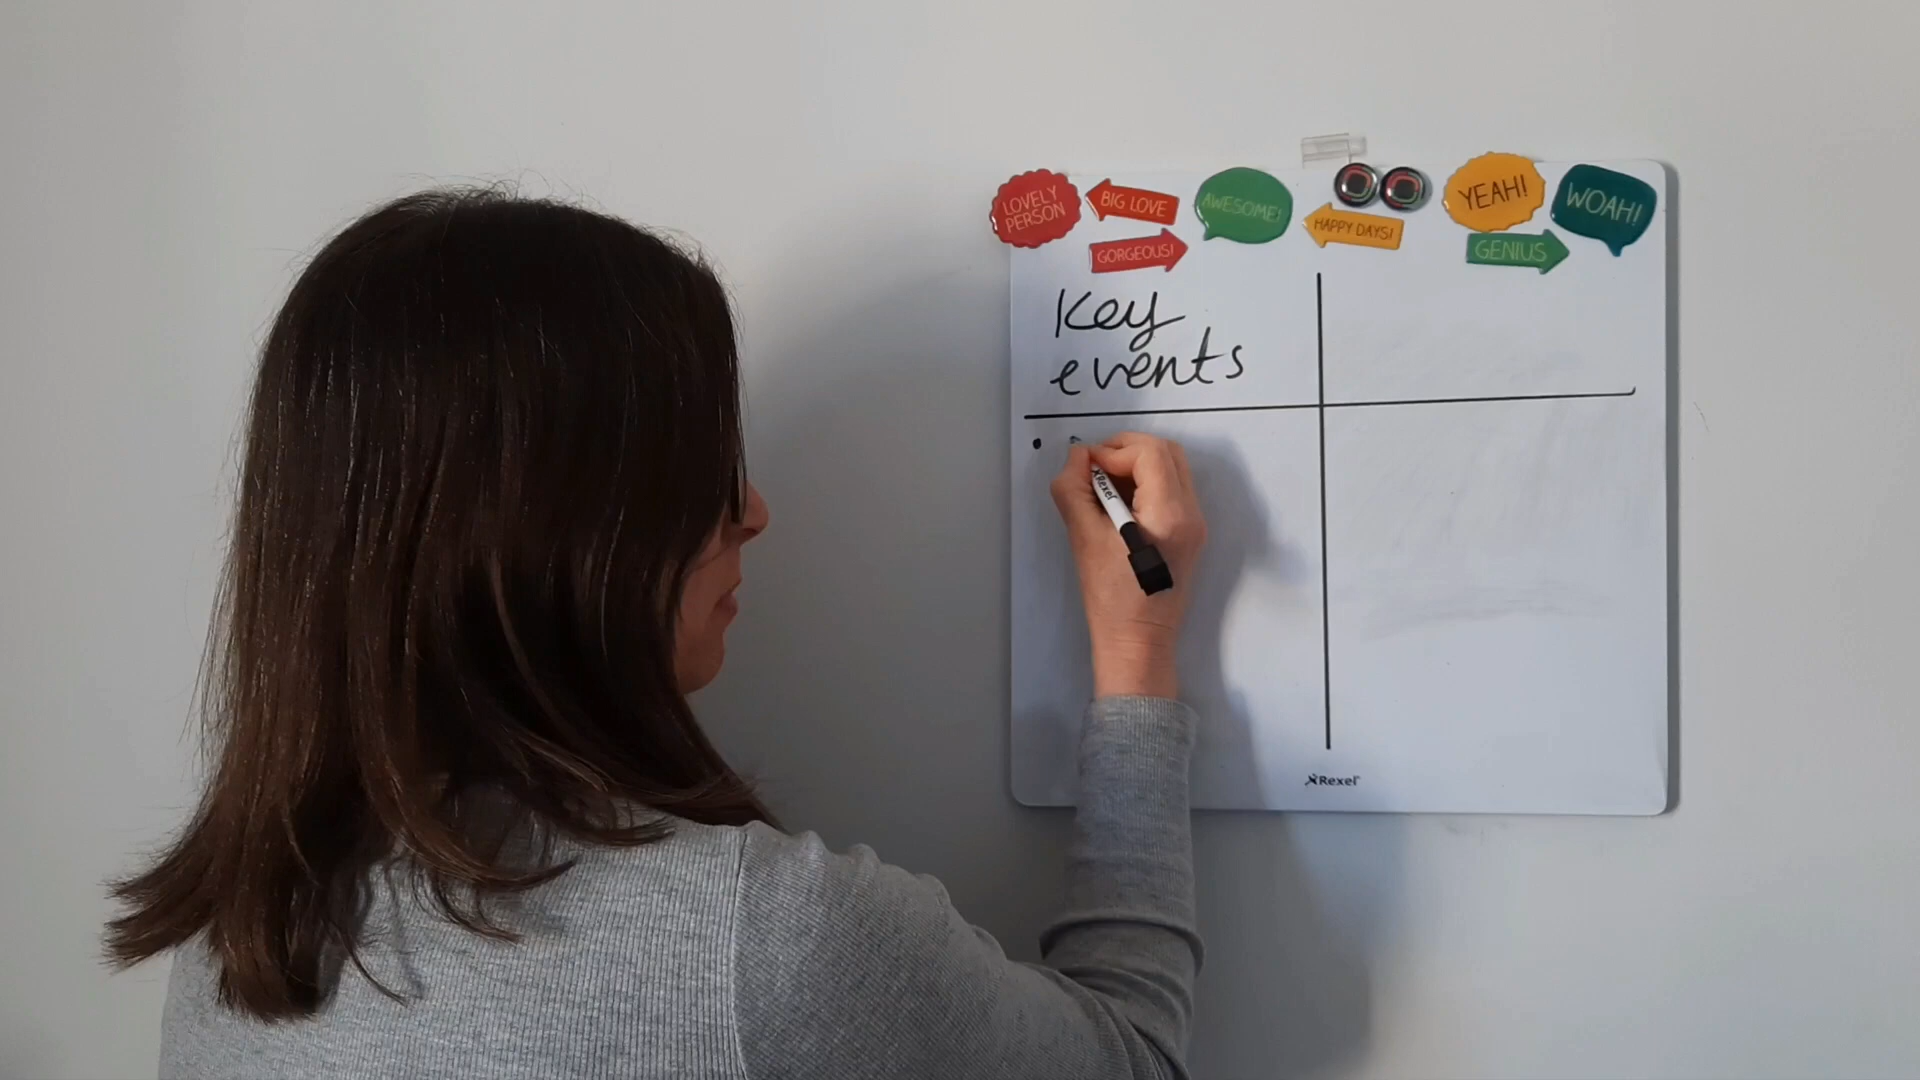 LOVELY
PERSON
BIG LOVE
GORGEOUS!
AWESOME!
HAPPY DAYS!
YEAH!
GENIUS
WOAH!
Key
events
Rexel
Rexel